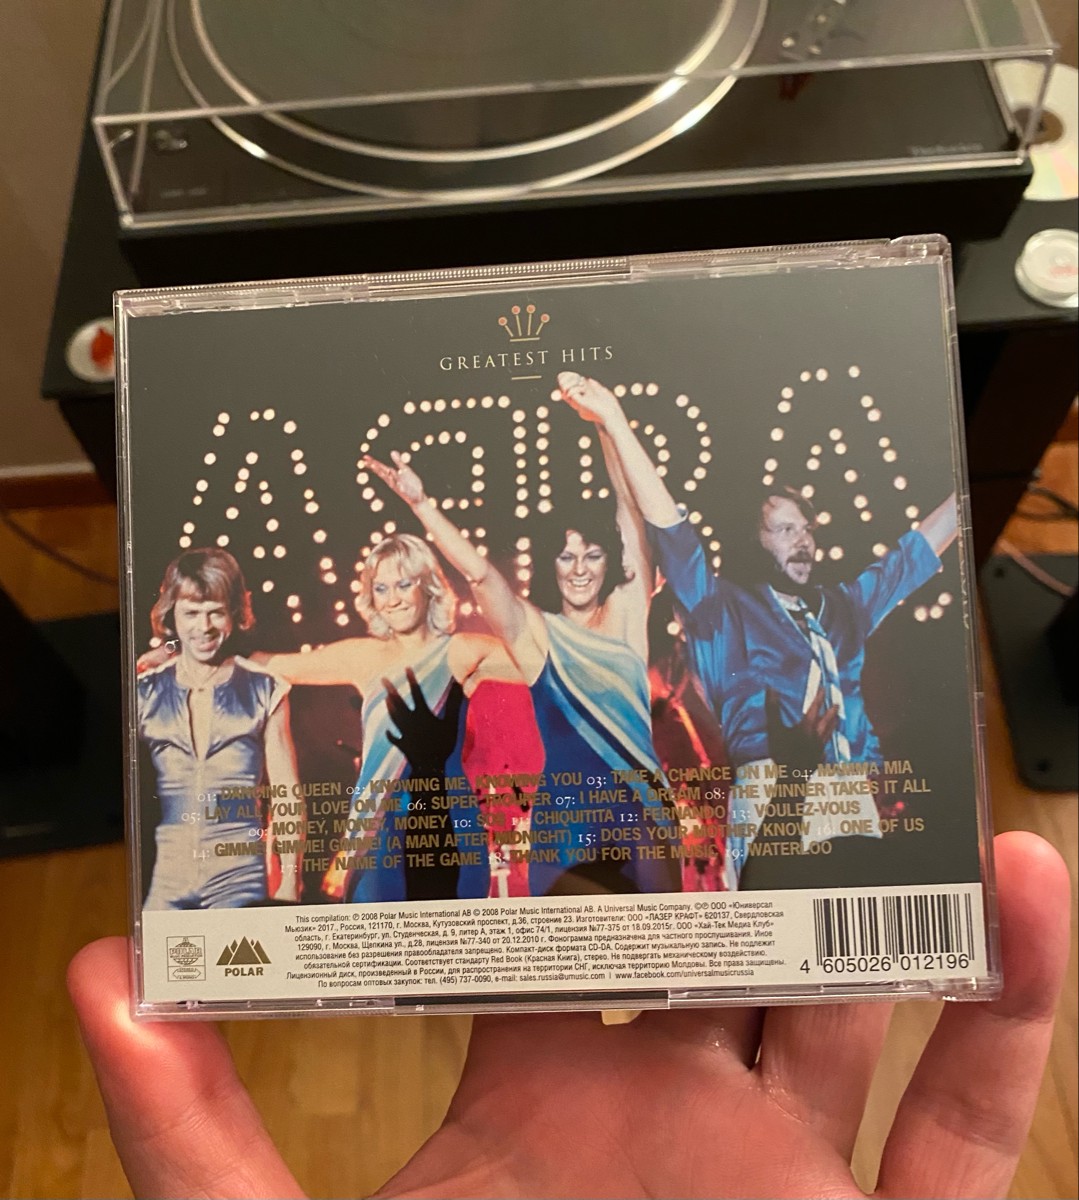 Technics
GREATEST HITS
ABBA
01: DANCING QUEEN 02: KNOWING ME, KNOWING YOU 03: TAKE A CHANCE ON ME 04: MAMMA MIA
05: LAY ALL YOUR LOVE ON ME 06: SUPER TROUPER 07: I HAVE A DREAM 08: THE WINNER TAKES IT ALL
09: MONEY, MONEY, MONEY 10: SOS 11: CHIQUITITA 12: FERNANDO 13: VOULEZ-VOUS
14: GIMME! GIMME! GIMME! (A MAN AFTER MIDNIGHT) 15: DOES YOUR MOTHER KNOW 16: ONE OF US
17: THE NAME OF THE GAME 18: THANK YOU FOR THE MUSIC 19: WATERLOO
This compilation: ℗ 2008 Polar Music International AB © 2008 Polar Music International AB. A Universal Music Company. ©℗ ООО «Юниверсал
Мьюзик» 2017., Россия, 121170, г. Москва, Кутузовский проспект, д.36, строение 23. Изготовители: ООО «ЛАЗЕР КРАФТ» 620137, Свердловская
область, г. Екатеринбург, ул. Студенческая, д. 9, литер А, этаж 1, офис 74/1, лицензия №77-375 от 18.09.2015г. ООО «Хай-Тек Медиа Клуб»
129090, г. Москва, Щепкина ул., д.28, лицензия №77-340 от 20.12.2010 г. Фонограмма предназначена для частного прослушивания. Иное
использование без разрешения правообладателя запрещено. Компакт-диск формата CD-DA. Содержит музыкальную запись. Не подлежит
обязательной сертификации. Соответствует стандарту Red Book (Красная Книга), стерео. Не подвергать механическому воздействию.
Лицензионный диск, произведенный в России, для распространения на территории СНГ, исключая территорию Молдовы. Все права защищены.
По вопросам оптовых закупок: тел. (495) 737-0090, e-mail: sales.russia@umusic.com | www.facebook.com/universalmusicrussia
POLAR
4 605026 012196